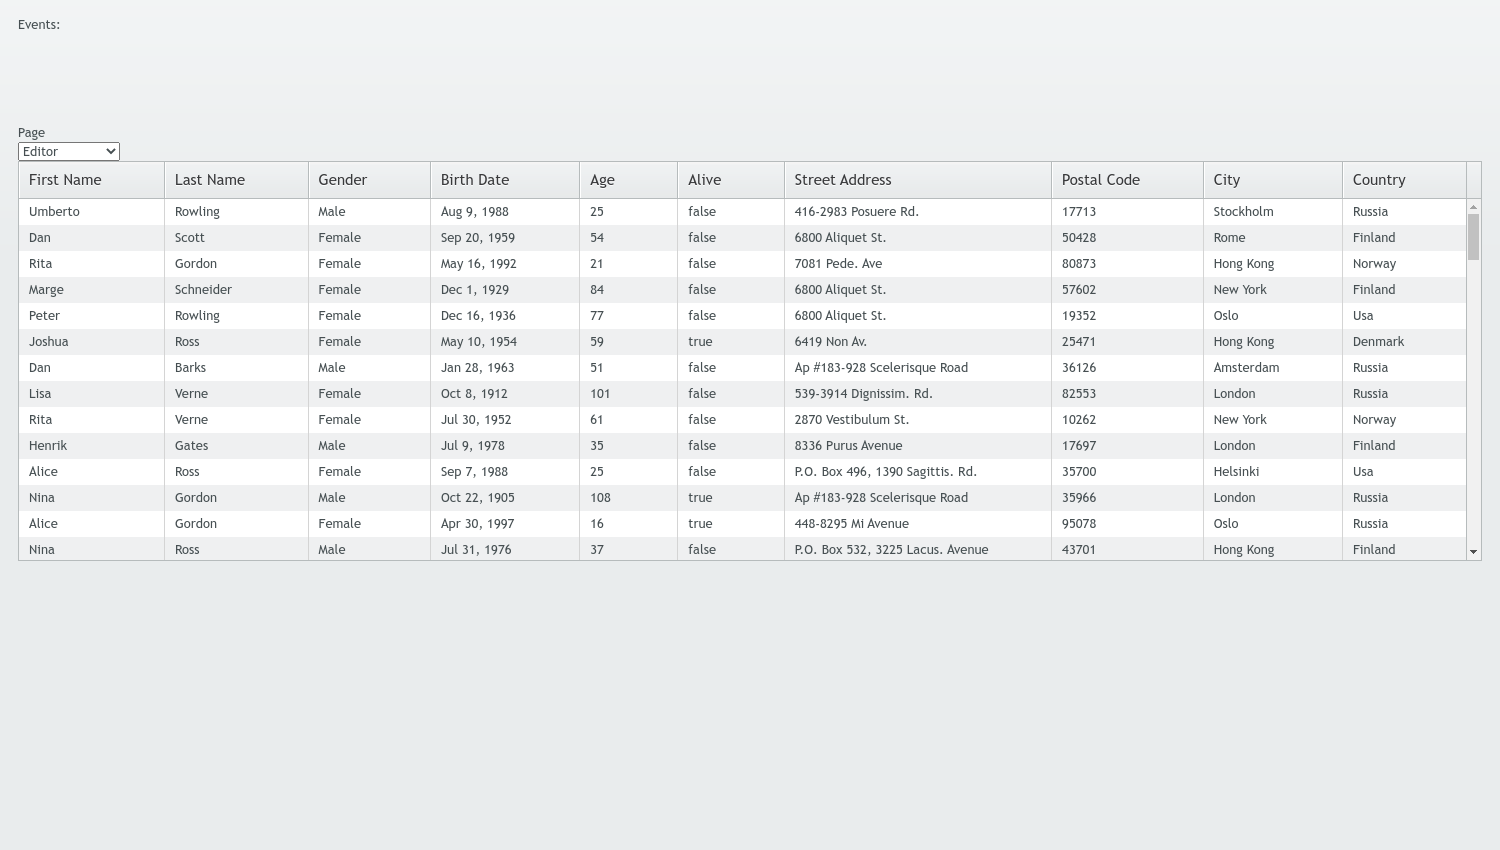 Events:
Page
Editor
First Name Last Name Gender Birth Date Age Alive Street Address Postal Code City Country
Umberto Rowling Male Aug 9, 1988 25 false 416-2983 Posuere Rd. 17713 Stockholm Russia
Dan Scott Female Sep 20, 1959 54 false 6800 Aliquet St. 50428 Rome Finland
Rita Gordon Female May 16, 1992 21 false 7081 Pede. Ave 80873 Hong Kong Norway
Marge Schneider Female Dec 1, 1929 84 false 6800 Aliquet St. 57602 New York Finland
Peter Rowling Female Dec 16, 1936 77 false 6800 Aliquet St. 19352 Oslo Usa
Joshua Ross Female May 10, 1954 59 true 6419 Non Av. 25471 Hong Kong Denmark
Dan Barks Male Jan 28, 1963 51 false Ap #183-928 Scelerisque Road 36126 Amsterdam Russia
Lisa Verne Female Oct 8, 1912 101 false 539-3914 Dignissim. Rd. 82553 London Russia
Rita Verne Female Jul 30, 1952 61 false 2870 Vestibulum St. 10262 New York Norway
Henrik Gates Male Jul 9, 1978 35 false 8336 Purus Avenue 17697 London Finland
Alice Ross Female Sep 7, 1988 25 false P.O. Box 496, 1390 Sagittis. Rd. 35700 Helsinki Usa
Nina Gordon Male Oct 22, 1905 108 true Ap #183-928 Scelerisque Road 35966 London Russia
Alice Gordon Female Apr 30, 1997 16 true 448-8295 Mi Avenue 95078 Oslo Russia
Nina Ross Male Jul 31, 1976 37 false P.O. Box 532, 3225 Lacus. Avenue 43701 Hong Kong Finland